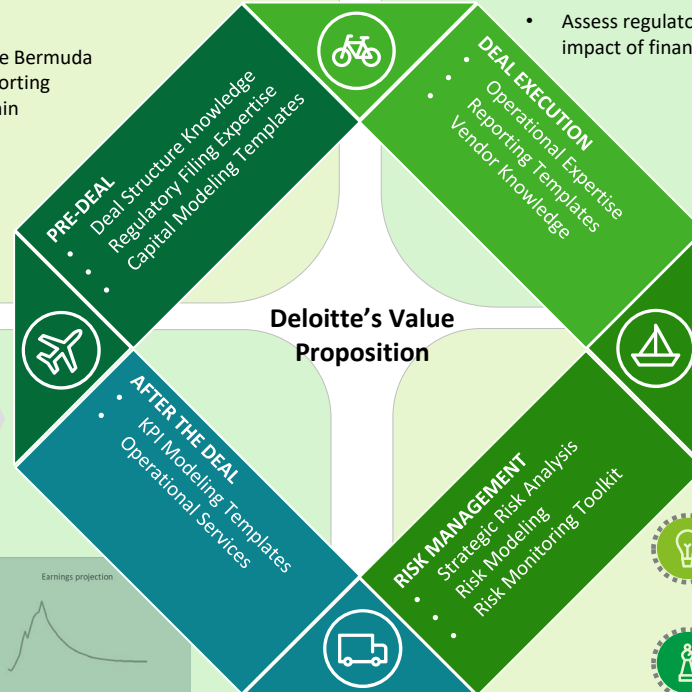 e Bermuda
orting
in
• Assess regulato
impact of finan
PRE-DEAL
• Deal Structure Knowledge
• Regulatory Filing Expertise
• Capital Modeling Templates
DEAL EXECUTION
• Operational Expertise
• Reporting Templates
• Vendor Knowledge
Deloitte’s Value
Proposition
AFTER THE DEAL
• KPI Modeling Templates
• Operational Services
RISK MANAGEMENT
• Strategic Risk Analysis
• Risk Modeling
• Risk Monitoring Toolkit
Earnings projection